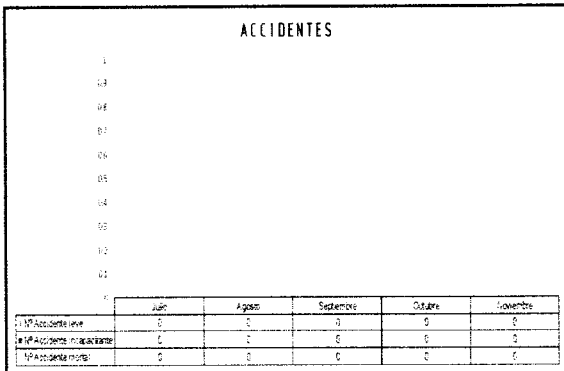 ACCIDENTES
1
0.9
0.8
0.7
0.6
0.5
0.4
0.3
0.2
0.1
0
Julio Agosto Septiembre Octubre Noviembre
Nº Accidente leve 0 0 0 0 0
Nº Accidente incapacitante 0 0 0 0 0
Nº Accidente mortal 0 0 0 0 0